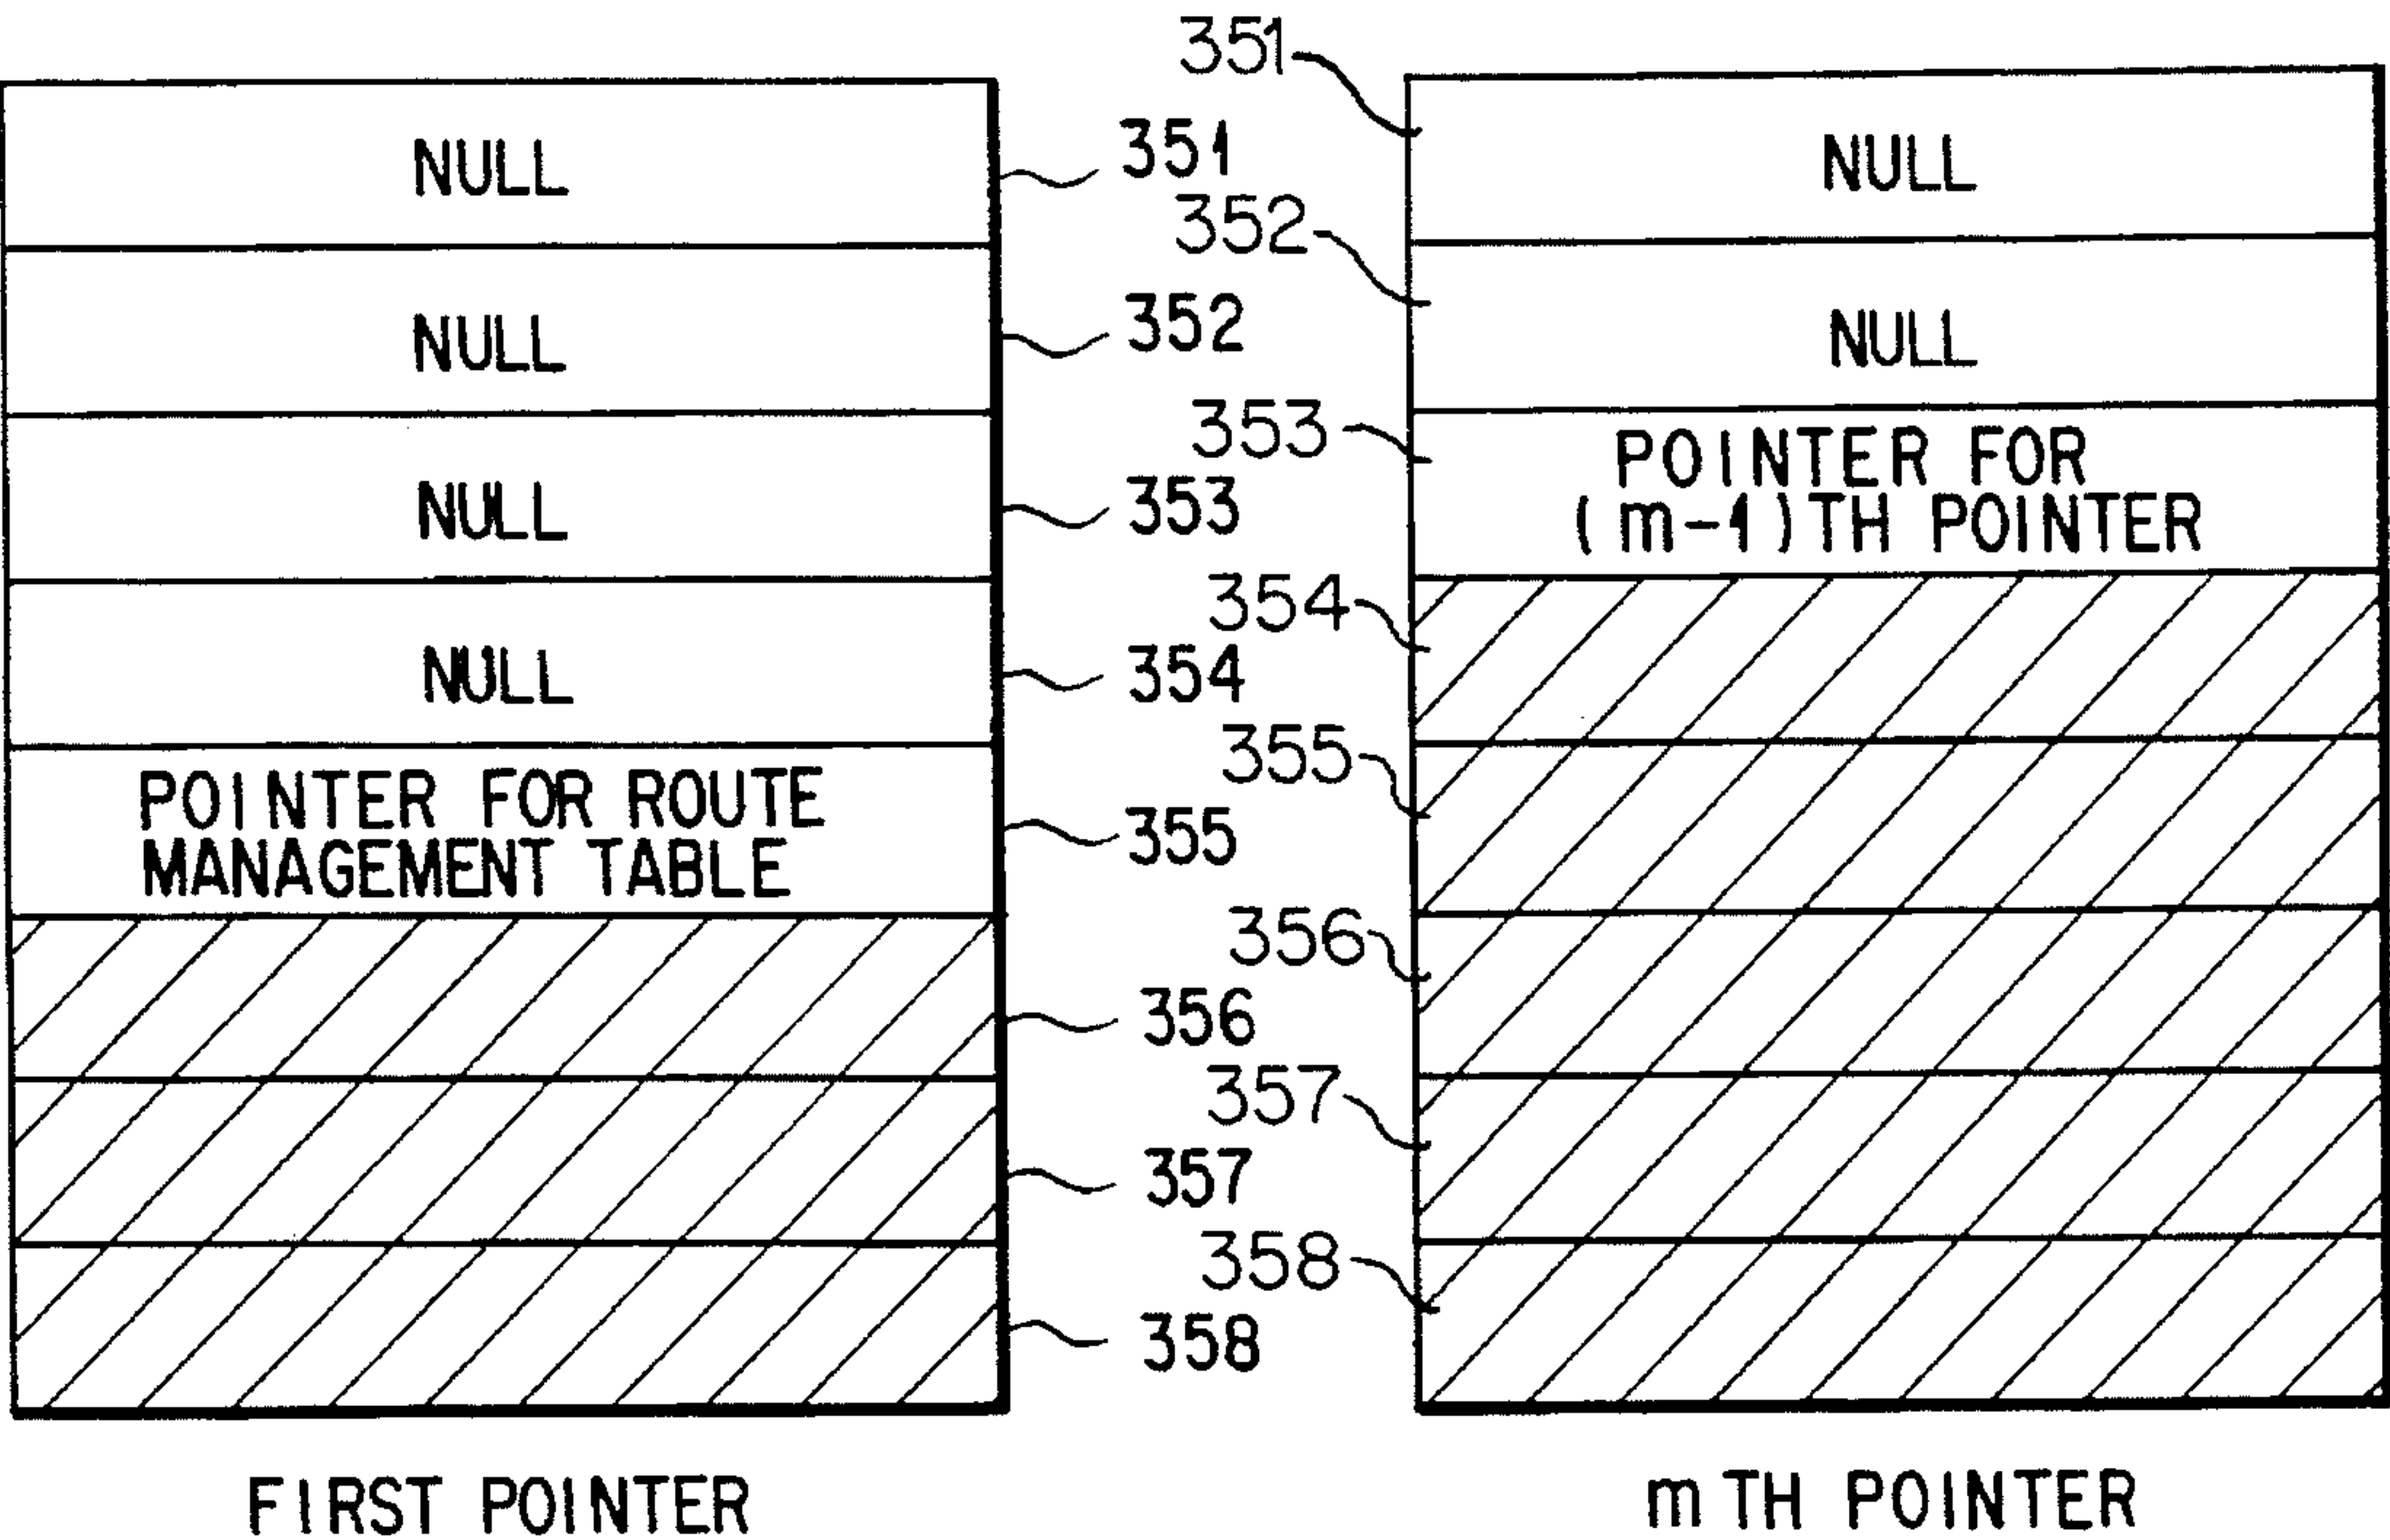 NULL
351
NULL
352
NULL
353
NULL
354
POINTER FOR ROUTE
MANAGEMENT TABLE
355
356
357
358
FIRST POINTER
351
NULL
352
NULL
353
POINTER FOR
(m-1)TH POINTER
354
355
356
357
358
mTH POINTER